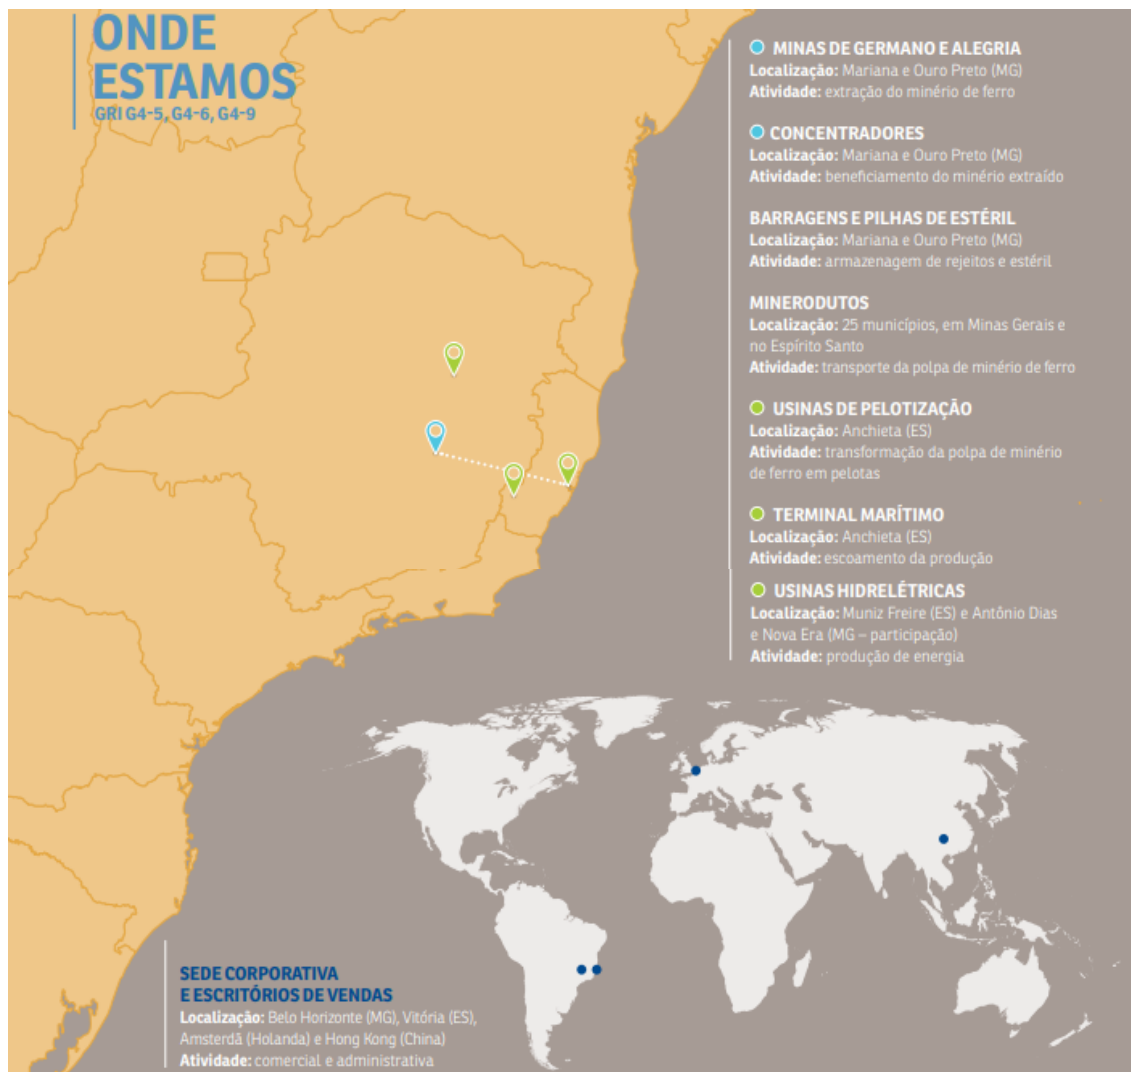 ONDE
ESTAMOS
GRI G4-5, G4-6, G4-9
MINAS DE GERMANO E ALEGRIA
Localização: Mariana e Ouro Preto (MG)
Atividade: extração do minério de ferro
CONCENTRADORES
Localização: Mariana e Ouro Preto (MG)
Atividade: beneficiamento do minério extraído
BARRAGENS E PILHAS DE ESTÉRIL
Localização: Mariana e Ouro Preto (MG)
Atividade: armazenagem de rejeitos e estéril
MINERODUTOS
Localização: 25 municípios, em Minas Gerais e
no Espírito Santo
Atividade: transporte da polpa de minério de ferro
USINAS DE PELOTIZAÇÃO
Localização: Anchieta (ES)
Atividade: transformação da polpa de minério
de ferro em pelotas
TERMINAL MARÍTIMO
Localização: Anchieta (ES)
Atividade: escoamento da produção
USINAS HIDRELÉTRICAS
Localização: Muniz Freire (ES) e Antônio Dias
e Nova Era (MG – participação)
Atividade: produção de energia
SEDE CORPORATIVA
E ESCRITÓRIOS DE VENDAS
Localização: Belo Horizonte (MG), Vitória (ES),
Amsterdã (Holanda) e Hong Kong (China)
Atividade: comercial e administrativa